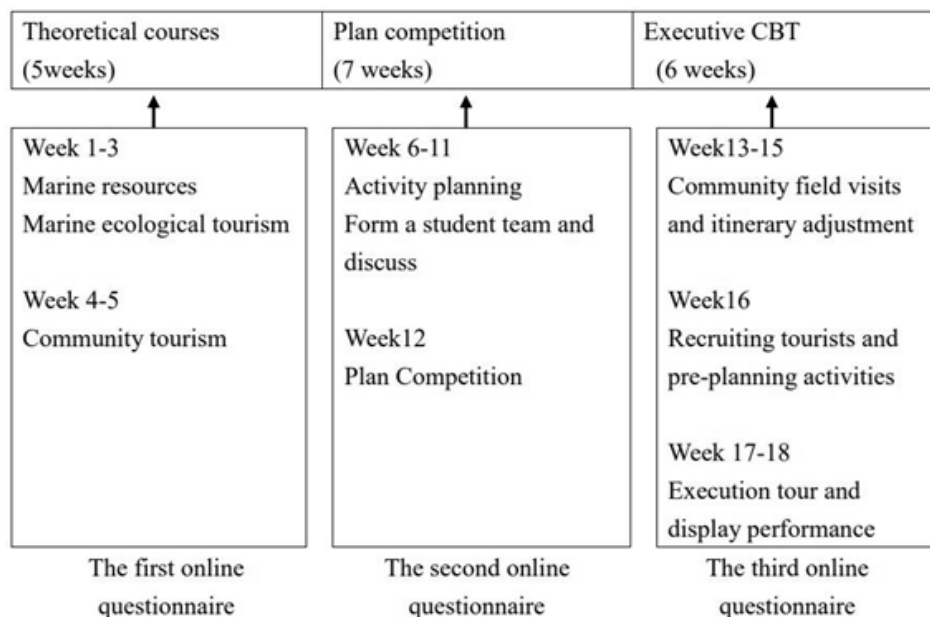 Theoretical courses
(5weeks)
Plan competition
(7 weeks)
Executive CBT
(6 weeks)
Week 1-3
Marine resources
Marine ecological tourism
Week 4-5
Community tourism
Week 6-11
Activity planning
Form a student team and
discuss
Week12
Plan Competition
Week13-15
Community field visits
and itinerary adjustment
Week16
Recruiting tourists and
pre-planning activities
Week 17-18
Execution tour and
display performance
The first online
questionnaire
The second online
questionnaire
The third online
questionnaire